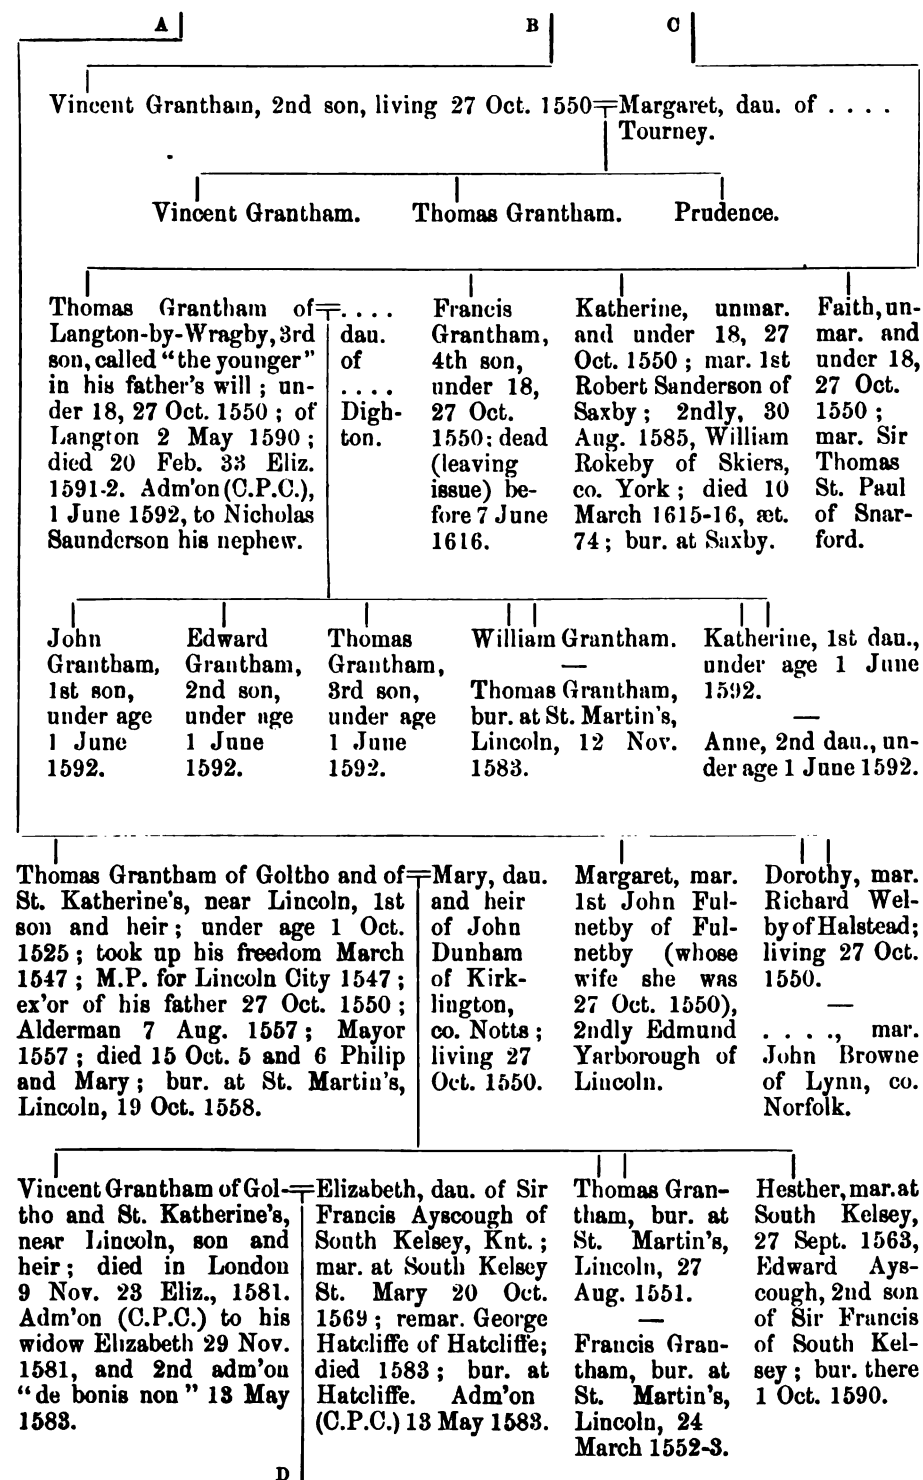 A B C
Vincent Grantham, 2nd son, living 27 Oct. 1550=Margaret, dau. of . . . .
Tourney.
Vincent Grantham. Thomas Grantham. Prudence.
Thomas Grantham of=. . . .
Langton-by-Wragby, 3rd dau.
son, called "the younger" of
in his father's will ; un- . . . .
der 18, 27 Oct. 1550 ; of Digh-
Langton 2 May 1590 ; ton.
died 20 Feb. 33 Eliz.
1591-2. Adm'on (C.P.C.),
1 June 1592, to Nicholas
Saunderson his nephew.
Francis
Grantham,
4th son,
under 18,
27 Oct.
1550; dead
(leaving
issue) be-
fore 7 June
1616.
Katherine, unmar.
and under 18, 27
Oct. 1550 ; mar. 1st
Robert Sanderson of
Saxby ; 2ndly, 30
Aug. 1585, William
Rokeby of Skiers,
co. York ; died 10
March 1615-16, æt.
74 ; bur. at Saxby.
Faith, un-
mar. and
under 18,
27 Oct.
1550 ;
mar. Sir
Thomas
St. Paul
of Snar-
ford.
John
Grantham,
1st son,
under age
1 June
1592.
Edward
Grantham,
2nd son,
under age
1 June
1592.
Thomas
Grantham,
3rd son,
under age
1 June
1592.
William Grantham.
—
Thomas Grantham,
bur. at St. Martin's,
Lincoln, 12 Nov.
1583.
Katherine, 1st dau.,
under age 1 June
1592.
—
Anne, 2nd dau., un-
der age 1 June 1592.
Thomas Grantham of Goltho and of=
St. Katherine's, near Lincoln, 1st
son and heir ; under age 1 Oct.
1525 ; took up his freedom March
1547 ; M.P. for Lincoln City 1547 ;
ex'or of his father 27 Oct. 1550 ;
Alderman 7 Aug. 1557 ; Mayor
1557 ; died 15 Oct. 5 and 6 Philip
and Mary ; bur. at St. Martin's,
Lincoln, 19 Oct. 1558.
Mary, dau.
and heir
of John
Dunham
of Kirk-
lington,
co. Notts ;
living 27
Oct. 1550.
Margaret, mar.
1st John Ful-
netby of Ful-
netby (whose
wife she was
27 Oct. 1550),
2ndly Edmund
Yarborough of
Lincoln.
Dorothy, mar.
Richard Wel-
by of Halstead;
living 27 Oct.
1550.
—
. . . ., mar.
John Browne
of Lynn, co.
Norfolk.
Vincent Grantham of Gol-=
tho and St. Katherine's,
near Lincoln, son and
heir ; died in London
9 Nov. 23 Eliz., 1581.
Adm'on (C.P.C.) to his
widow Elizabeth 29 Nov.
1581, and 2nd adm'on
"de bonis non" 13 May
1583.
Elizabeth, dau. of Sir
Francis Ayscough of
South Kelsey, Knt. ;
mar. at South Kelsey
St. Mary 20 Oct.
1569 ; remar. George
Hatcliffe of Hatcliffe;
died 1583 ; bur. at
Hatcliffe. Adm'on
(C.P.C.) 13 May 1583.
Thomas Gran-
tham, bur. at
St. Martin's,
Lincoln, 27
Aug. 1551.
—
Francis Gran-
tham, bur. at
St. Martin's,
Lincoln, 24
March 1552-3.
Hesther, mar. at
South Kelsey,
27 Sept. 1563,
Edward Ays-
cough, 2nd son
of Sir Francis
of South Kel-
sey ; bur. there
1 Oct. 1590.
D